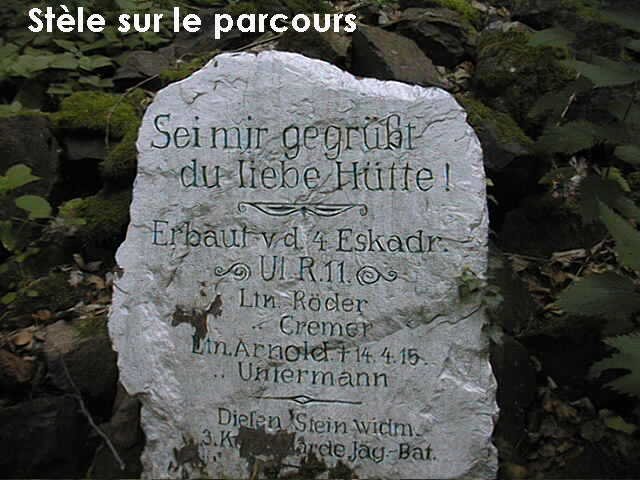 Stèle sur le parcours
Sei mir gegrüßt
du liebe Hütte!
Erbaut v. d. 4 Eskadr.
Ul. R. 11.
Ltn. Röder
„ Cremer
Ltn. Arnold. † 14.4.15.
„ Untermann
Diesen Stein widm.
3. Jäg.-Bat.